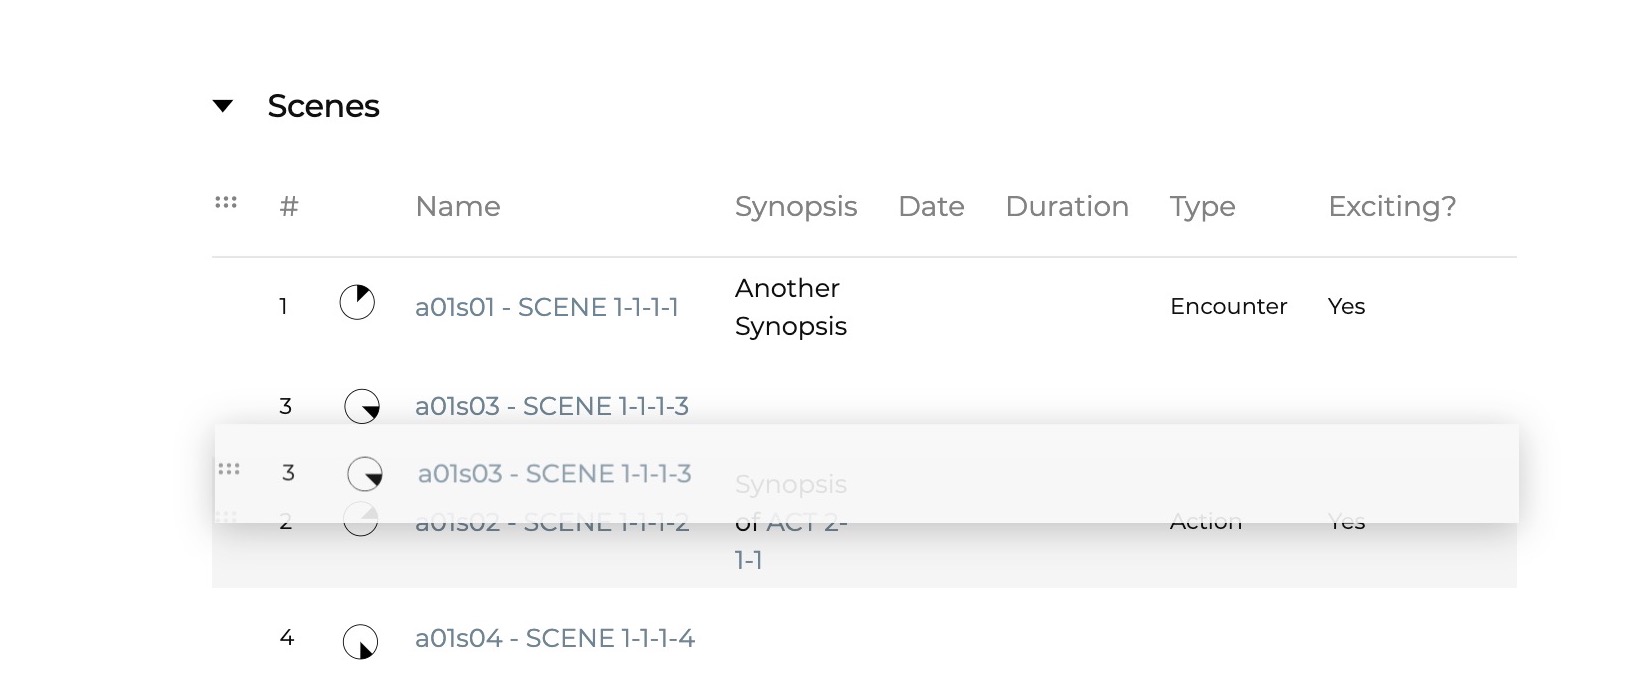 Scenes
# Name Synopsis Date Duration Type Exciting?
1 a01s01 - SCENE 1-1-1-1 Another Synopsis Encounter Yes
3 a01s03 - SCENE 1-1-1-3
3 a01s03 - SCENE 1-1-1-3
2 a01s02 - SCENE 1-1-1-2 Synopsis of ACT 2-1-1 Action Yes
4 a01s04 - SCENE 1-1-1-4